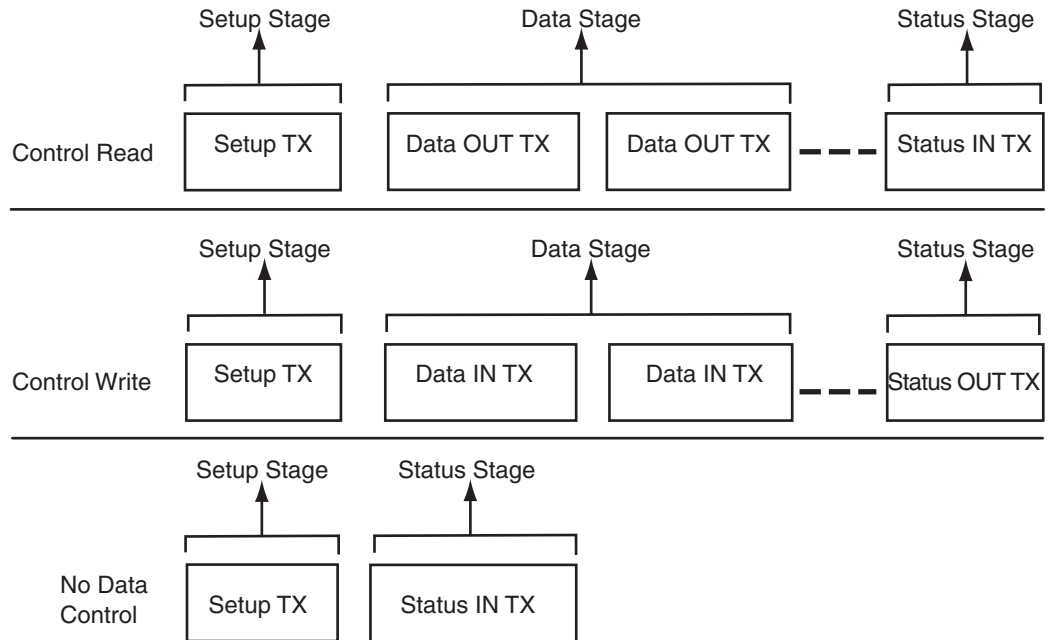 Setup Stage Data Stage Status Stage
Control Read Setup TX Data OUT TX Data OUT TX Status IN TX
Setup Stage Data Stage Status Stage
Control Write Setup TX Data IN TX Data IN TX Status OUT TX
Setup Stage Status Stage
No Data
Control Setup TX Status IN TX